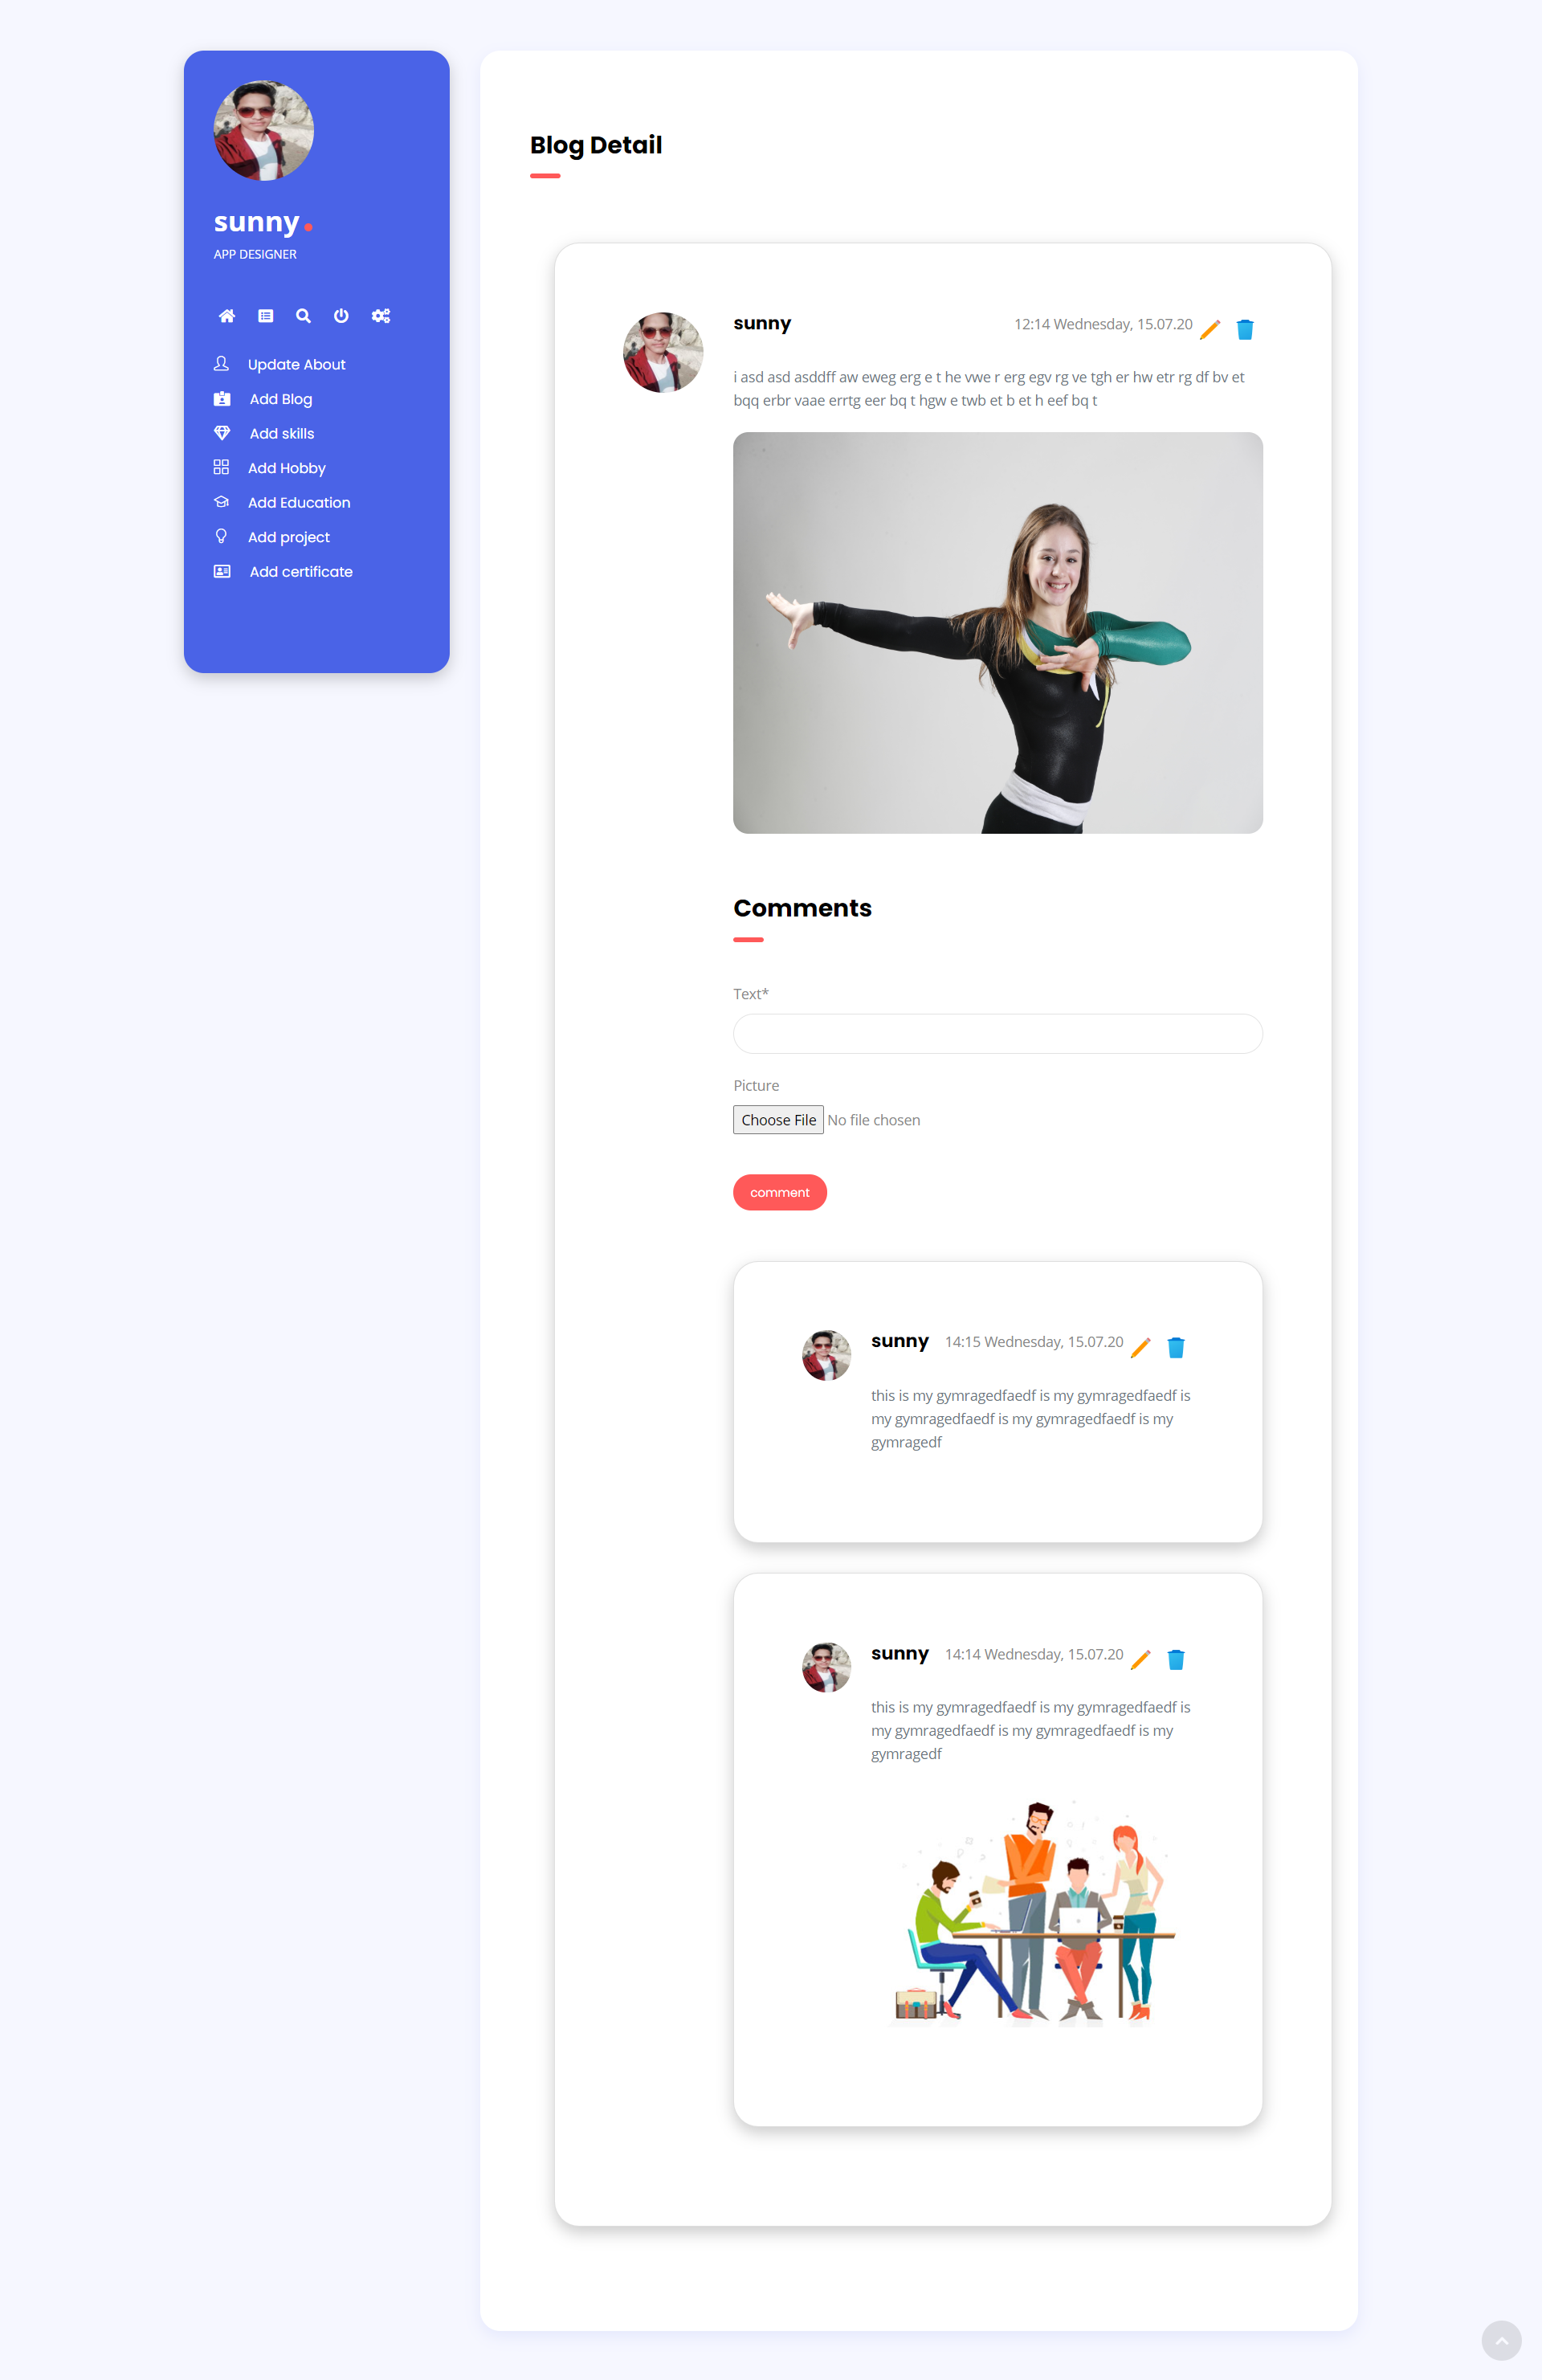 sunny.
APP DESIGNER
Update About
Add Blog
Add skills
Add Hobby
Add Education
Add project
Add certificate
Blog Detail
sunny
12:14 Wednesday, 15.07.20
i asd asd asddff aw eweg erg e t he vwe r erg egv rg ve tgh er hw etr rg df bv et
bqq erbr vaae errtg eer bq t hgw e twb et b et h eef bq t
Comments
Text*
Picture
Choose File No file chosen
comment
sunny 14:15 Wednesday, 15.07.20
this is my gymragedfaedf is my gymragedfaedf is
my gymragedfaedf is my gymragedfaedf is my
gymragedf
sunny 14:14 Wednesday, 15.07.20
this is my gymragedfaedf is my gymragedfaedf is
my gymragedfaedf is my gymragedfaedf is my
gymragedf